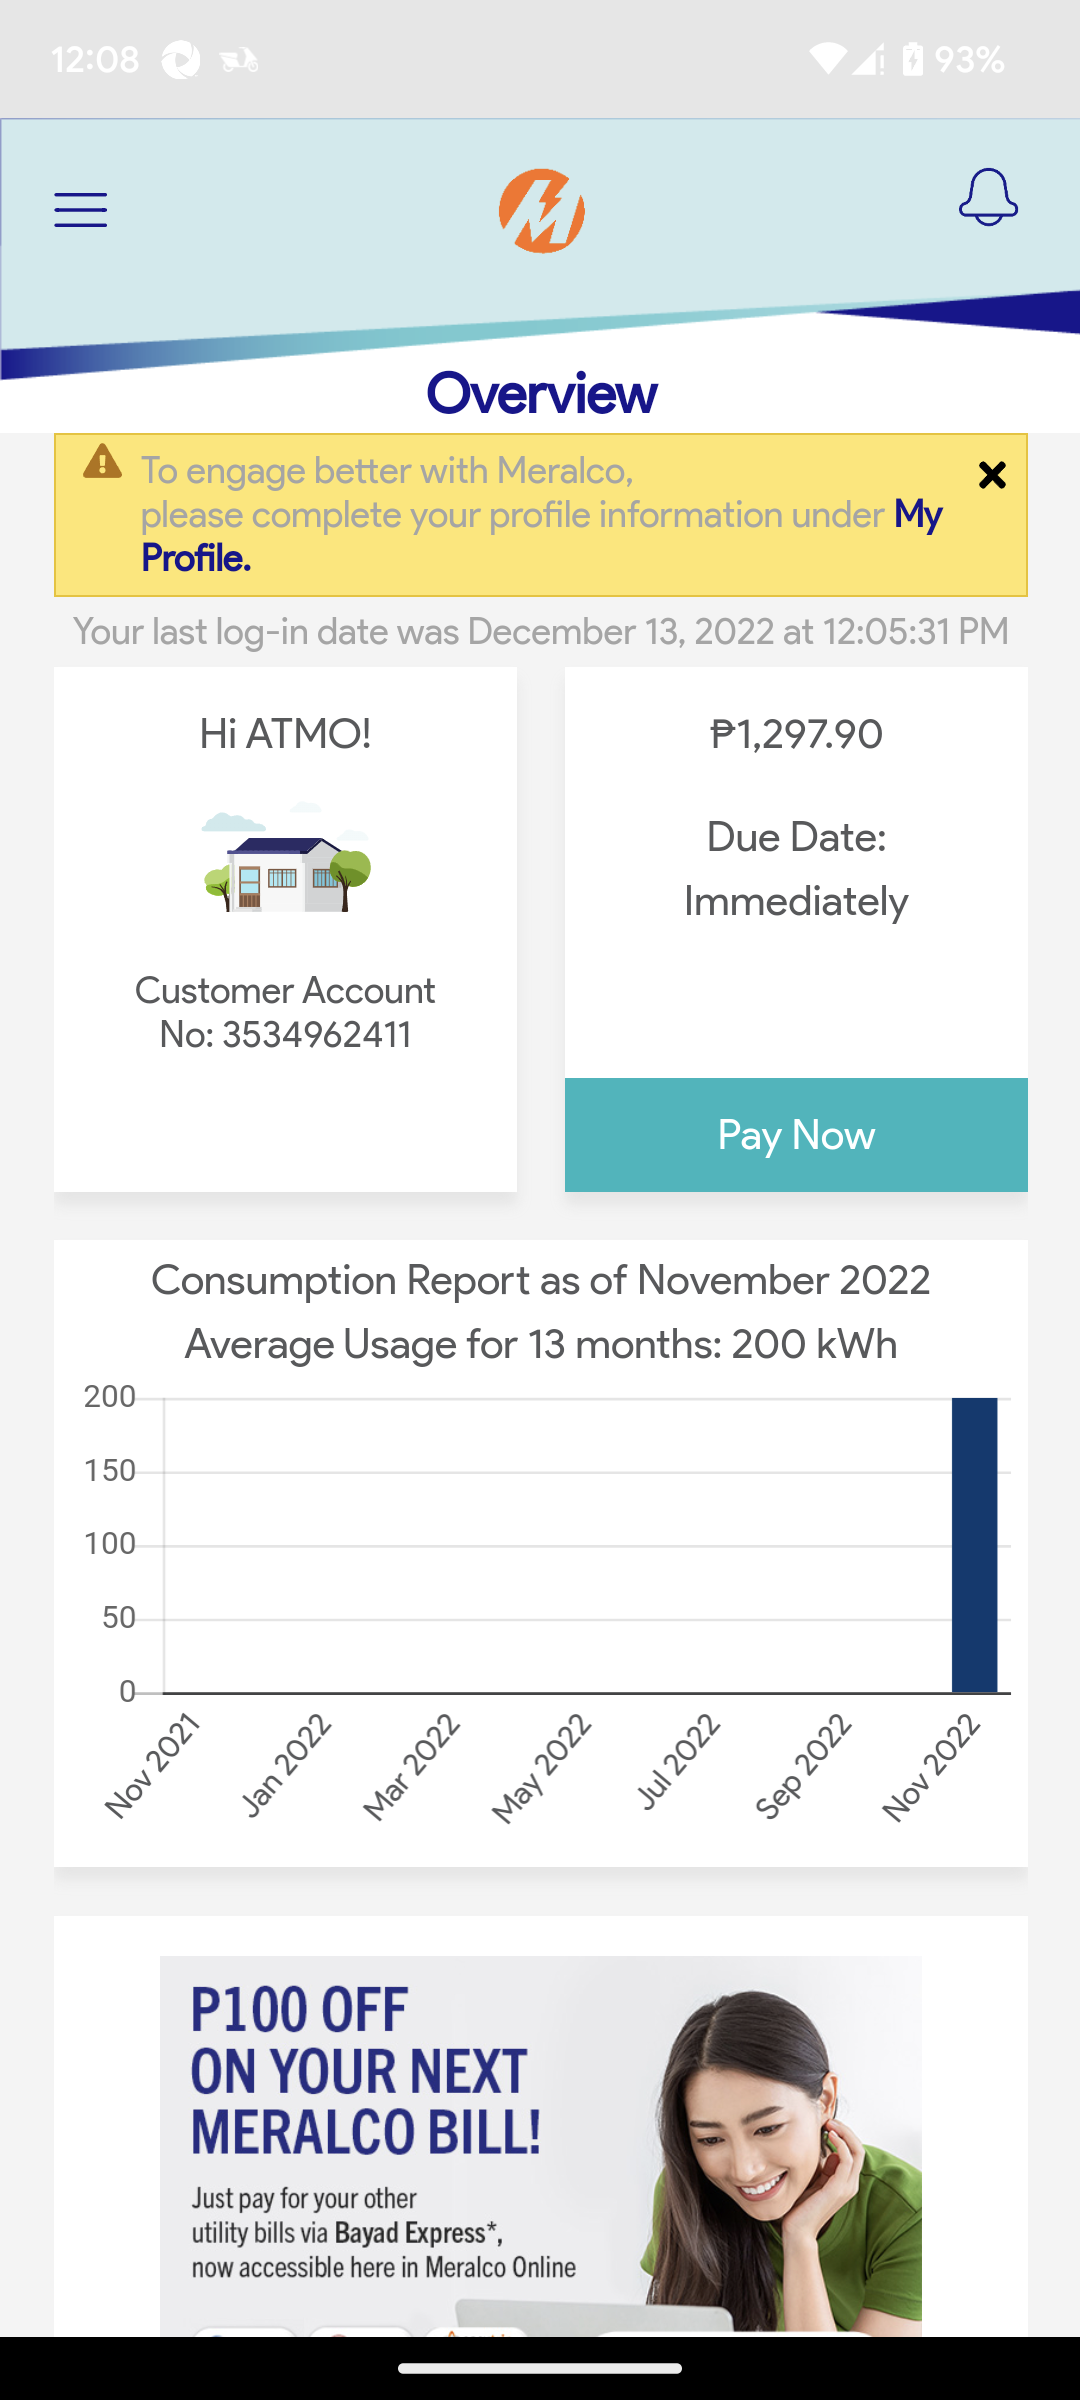 12:08
93%
Overview
To engage better with Meralco,
please complete your profile information under My
Profile.
Your last log-in date was December 13, 2022 at 12:05:31 PM
Hi ATMO!
Customer Account
No: 3534962411
₱1,297.90
Due Date:
Immediately
Pay Now
Consumption Report as of November 2022
Average Usage for 13 months: 200 kWh
200
150
100
50
0
Nov 2021
Jan 2022
Mar 2022
May 2022
Jul 2022
Sep 2022
Nov 2022
P100 OFF
ON YOUR NEXT
MERALCO BILL!
Just pay for your other
utility bills via Bayad Express*,
now accessible here in Meralco Online